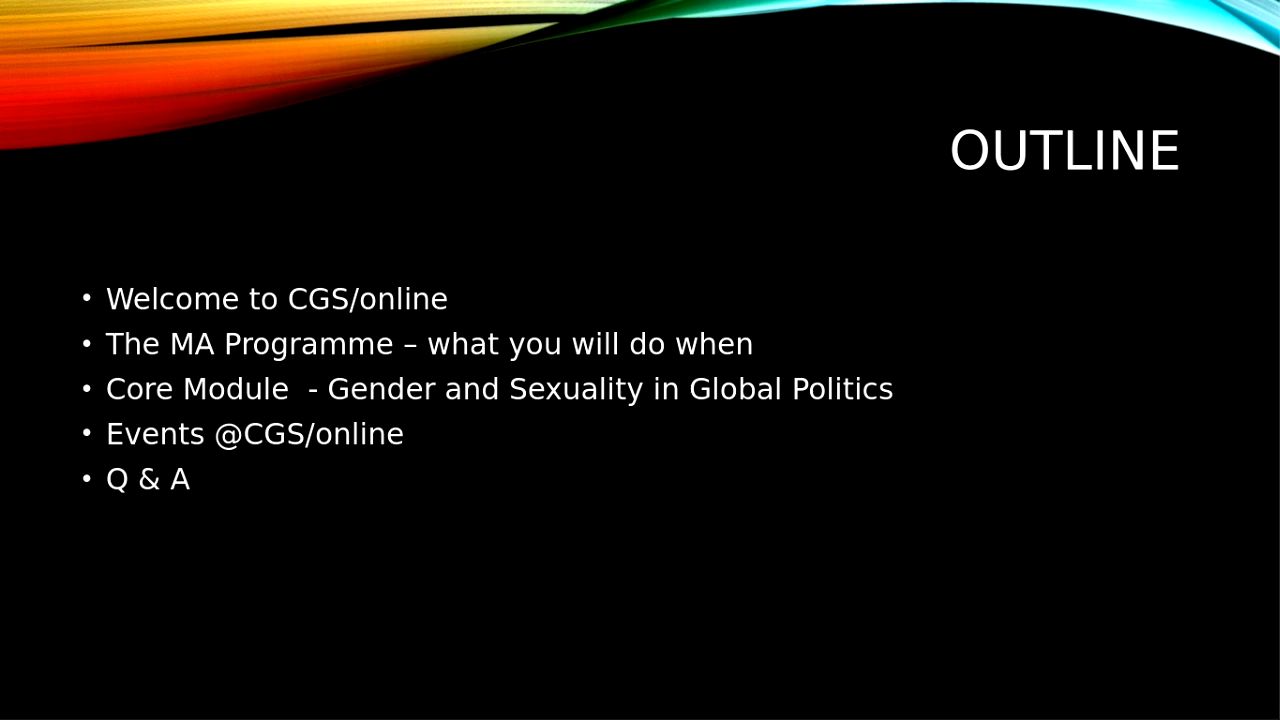 OUTLINE
• Welcome to CGS/online
• The MA Programme – what you will do when
• Core Module  - Gender and Sexuality in Global Politics
• Events @CGS/online
• Q & A